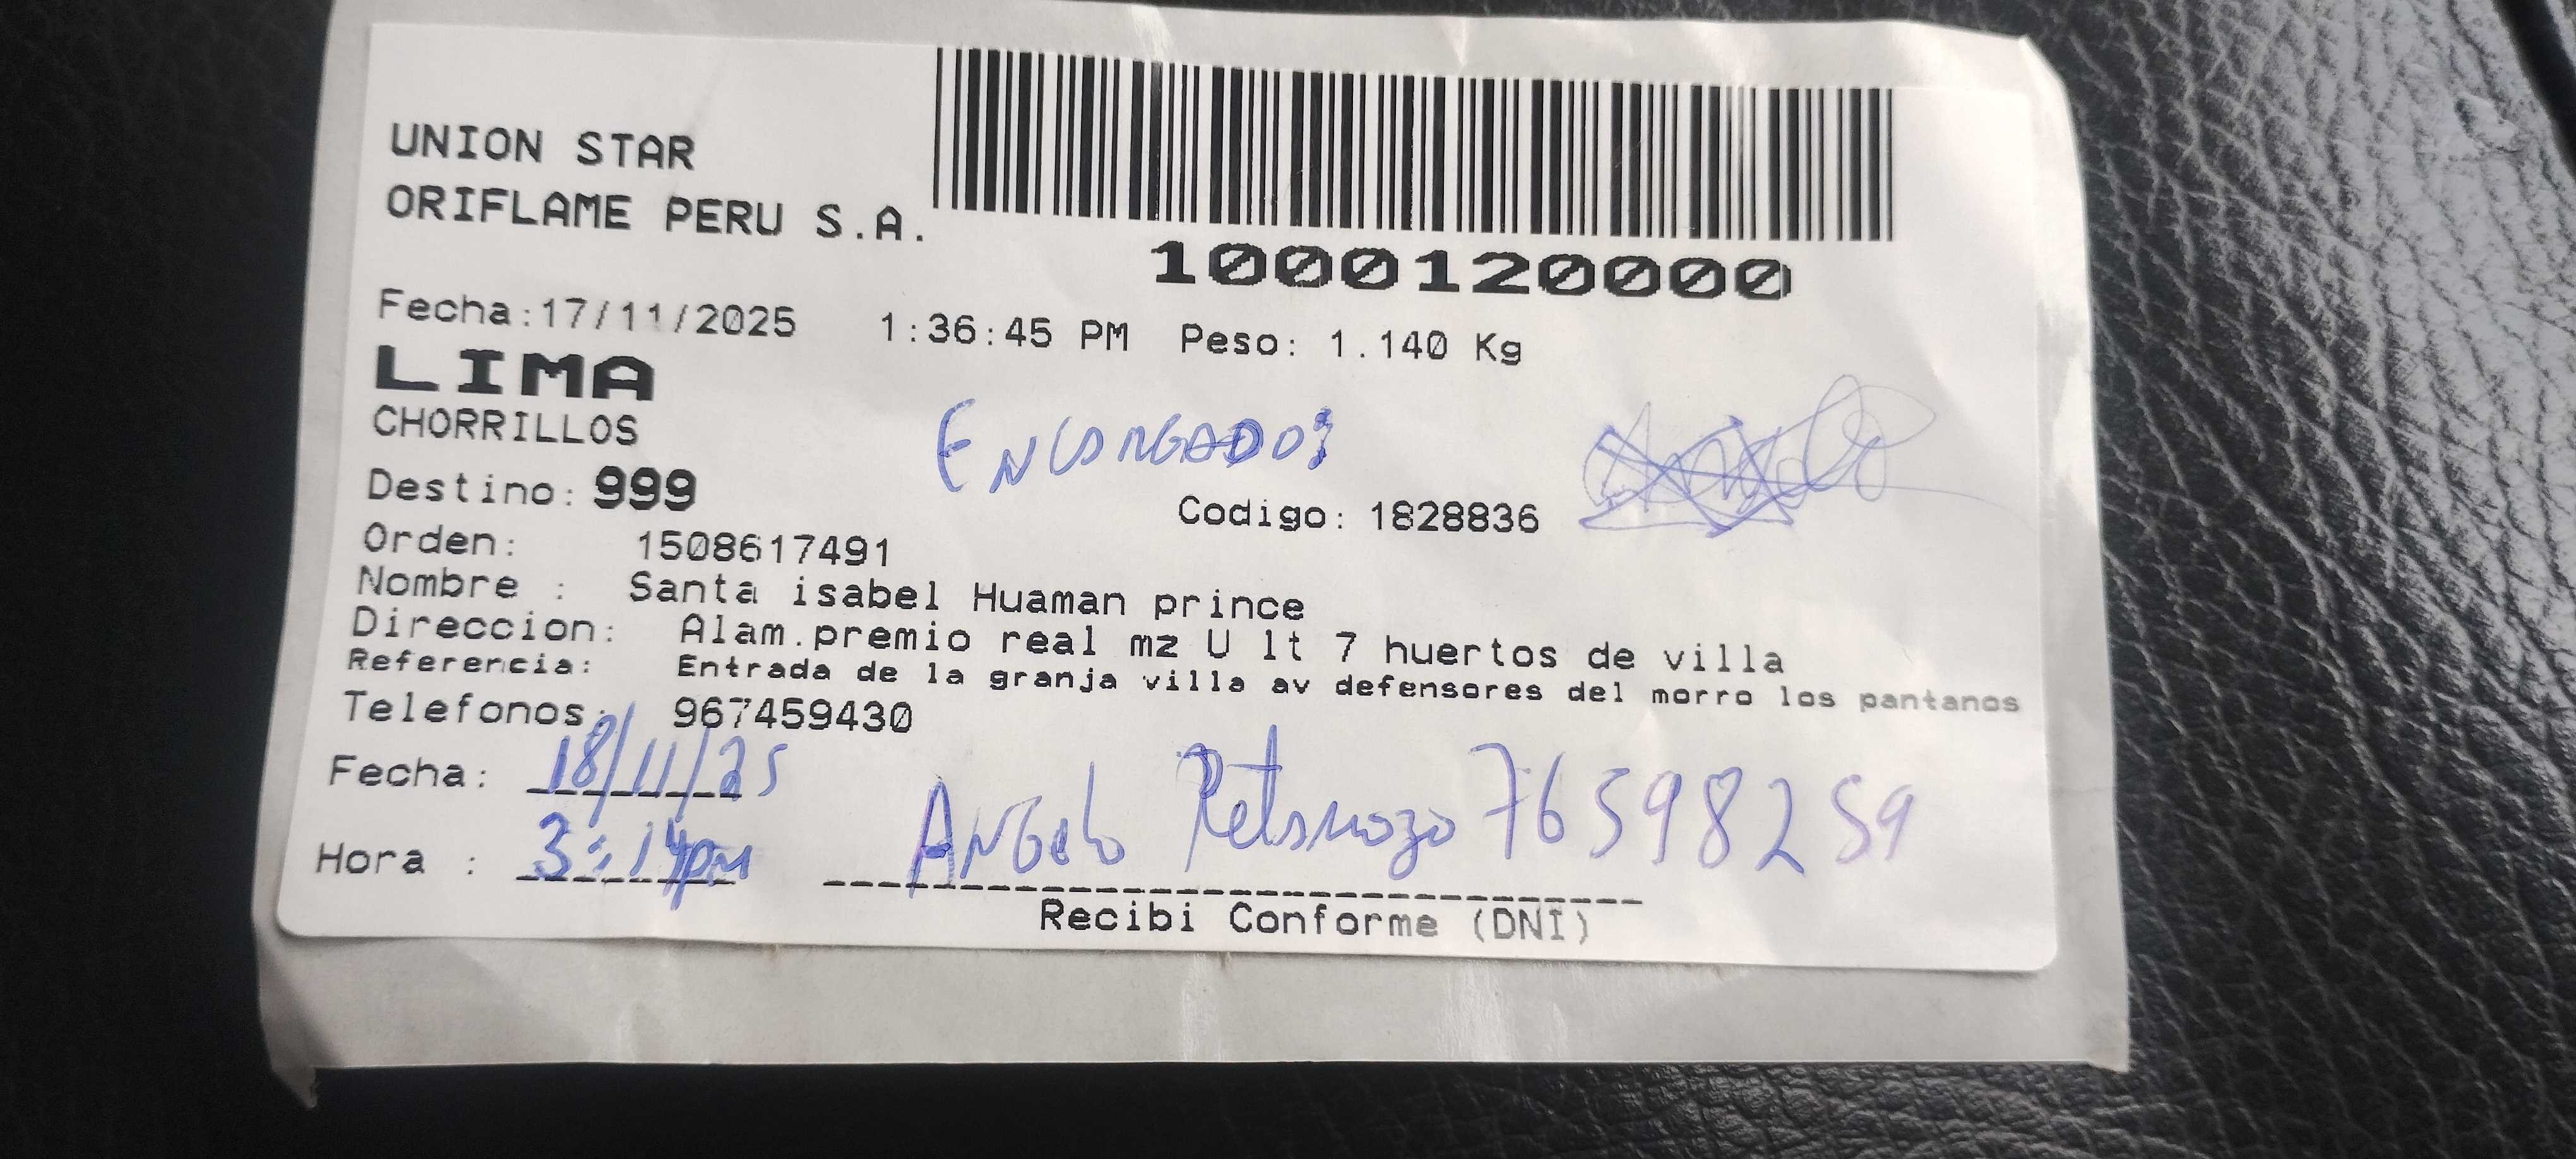 UNION STAR
ORIFLAME PERU S.A.
1000120000
Fecha:17/11/2025 1:36:45 PM Peso: 1.140 Kg
LIMA
CHORRILLOS
Destino: 999
Codigo: 1828836
Orden: 1508617491
Nombre : Santa isabel Huaman prince
Direccion: Alam.premio real mz U lt 7 huertos de villa
Referencia: Entrada de la granja villa av defensores del morro los pantanos
Telefonos: 967459430
Fecha: 18/11/25
Hora : 3:14pm
Angelo Retamozo 76598259
Recibi Conforme (DNI)